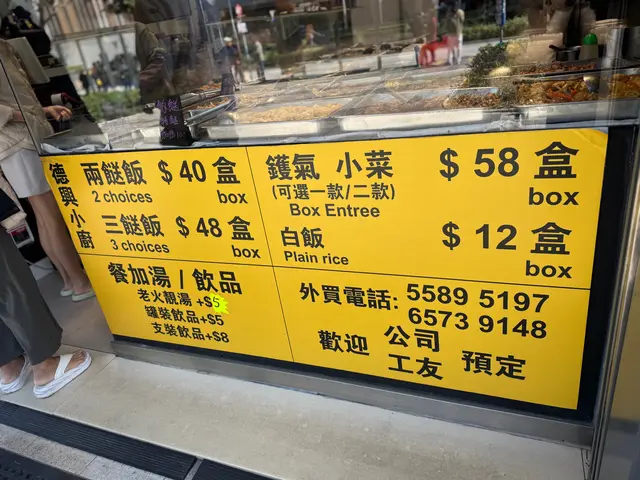 德興小廚
兩餸飯 $40 盒
2 choices box
三餸飯 $48 盒
3 choices box
鑊氣 小菜 $58 盒
(可選一款/二款) box
Box Entree
白飯 $12 盒
Plain rice box
餐加湯/飲品
老火靚湯+$5
罐裝飲品+$5
支裝飲品+$8
外買電話: 5589 5197
6573 9148
歡迎 公司 工友 預定